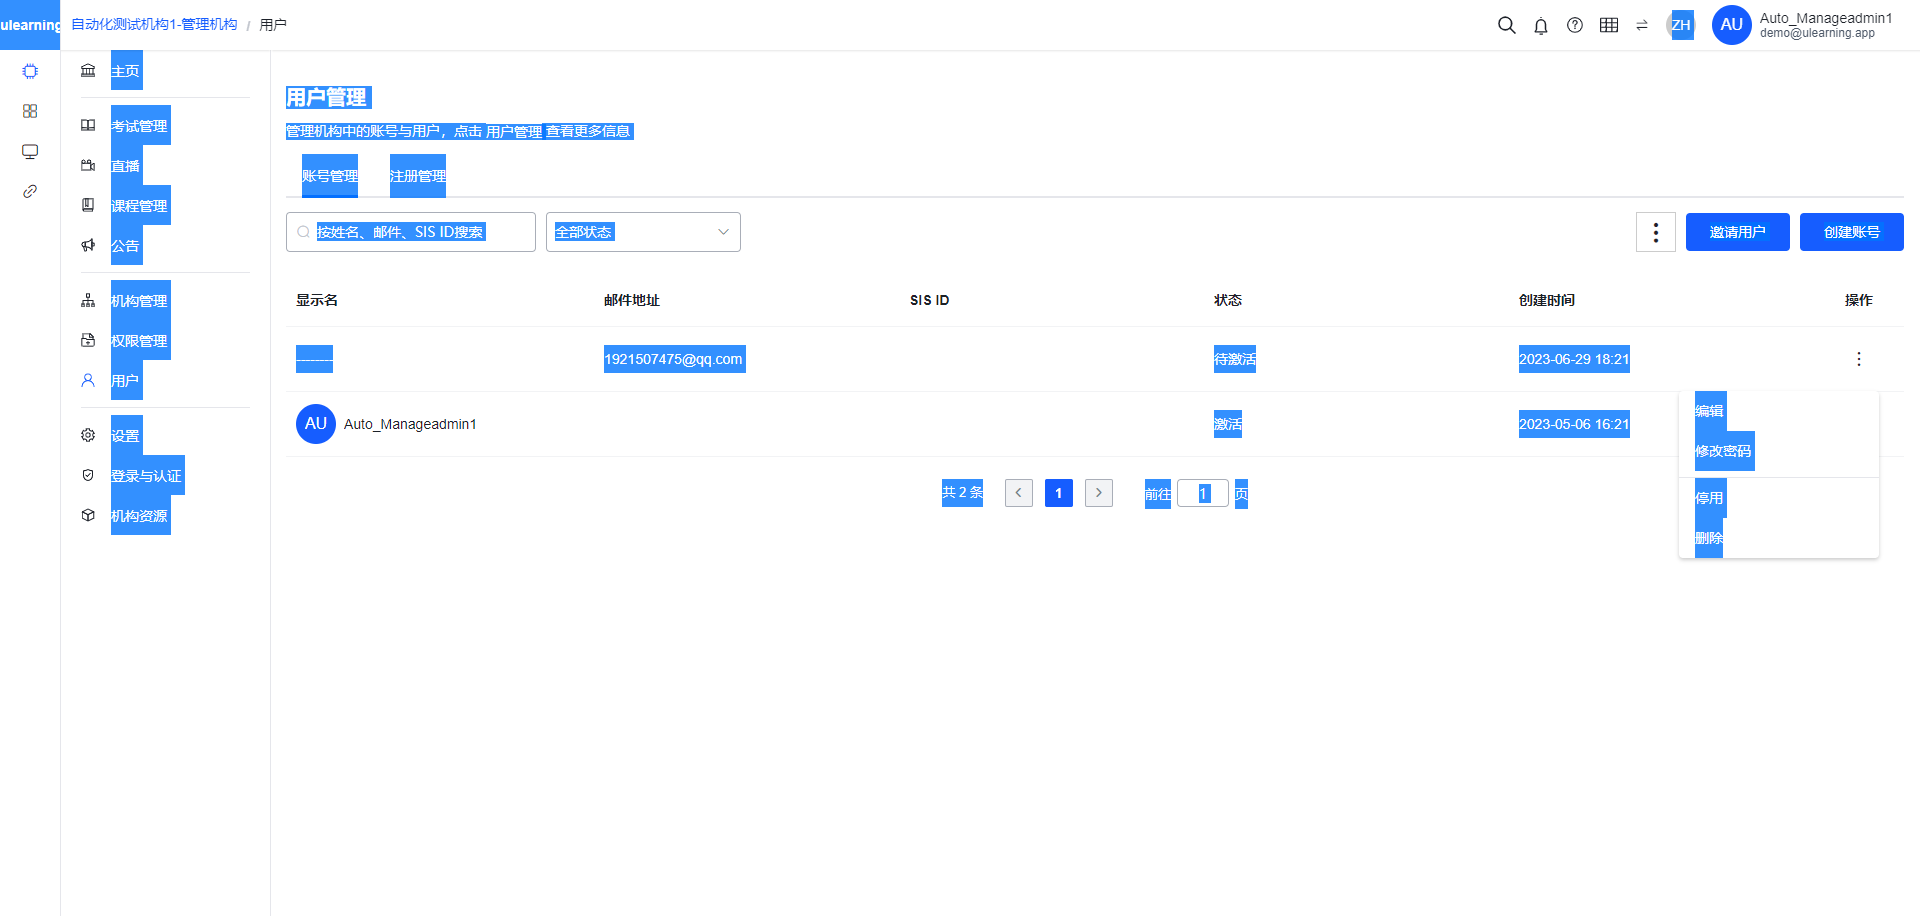 ulearning
自动化测试机构1-管理机构 / 用户
ZH
AU
Auto_Manageadmin1
demo@ulearning.app
主页
考试管理
直播
课程管理
公告
机构管理
权限管理
用户
设置
登录与认证
机构资源
用户管理
管理机构中的账号与用户，点击 用户管理 查看更多信息
账号管理 注册管理
按姓名、邮件、SIS ID搜索 全部状态 邀请用户 创建账号
显示名 邮件地址 SIS ID 状态 创建时间 操作
1921507475@qq.com 待激活 2023-06-29 18:21
AU Auto_Manageadmin1 激活 2023-05-06 16:21
编辑
修改密码
停用
删除
共 2 条 1 前往 1 页